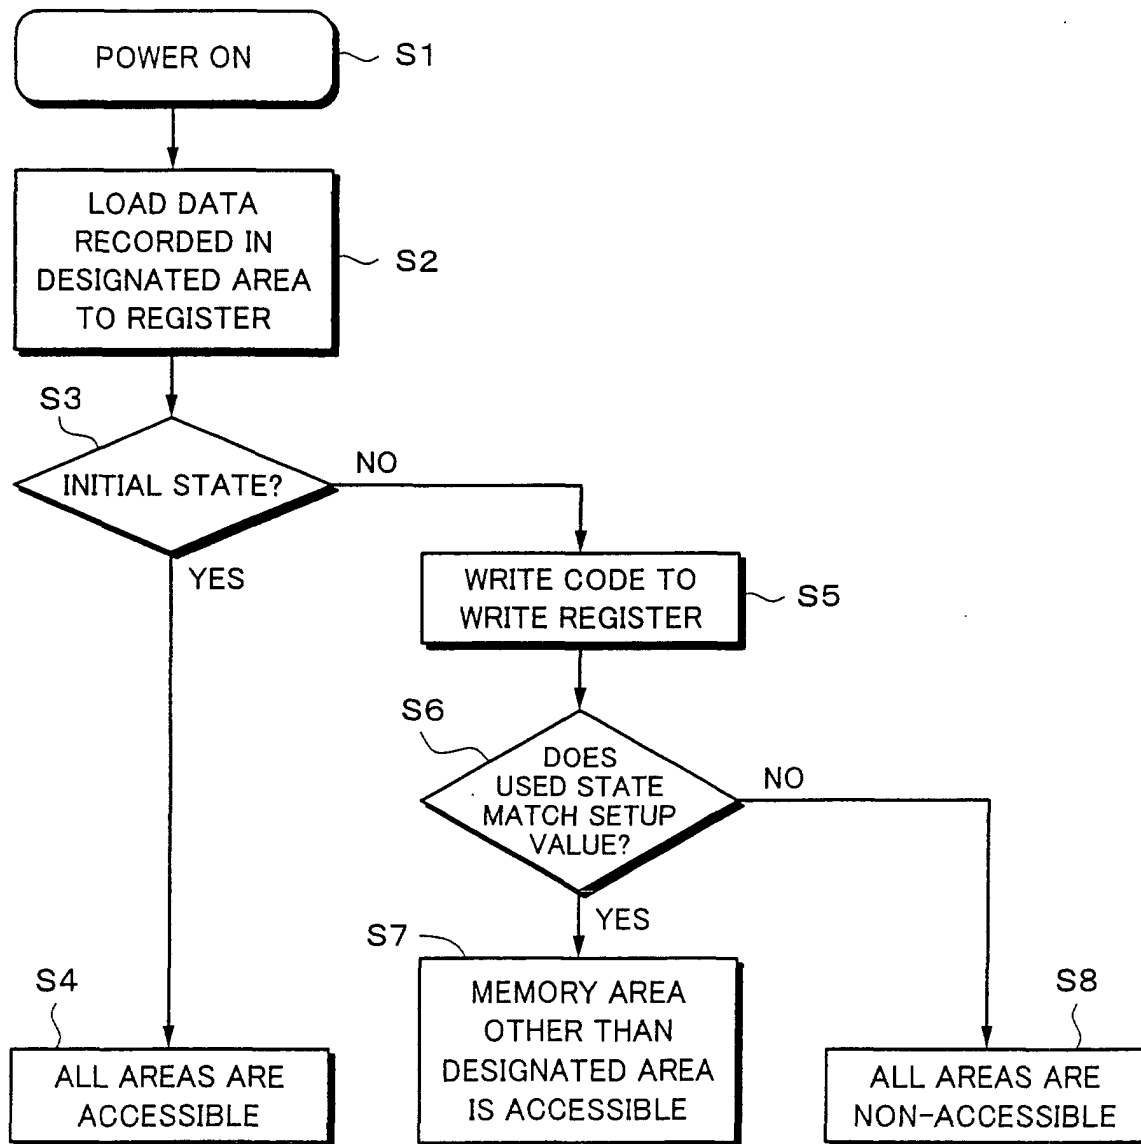 POWER ON
S1
LOAD DATA
RECORDED IN
DESIGNATED AREA
TO REGISTER
S2
S3
INITIAL STATE?
NO
YES
WRITE CODE TO
WRITE REGISTER
S5
S6
DOES
USED STATE
MATCH SETUP
VALUE?
NO
YES
S4
ALL AREAS ARE
ACCESSIBLE
S7
MEMORY AREA
OTHER THAN
DESIGNATED AREA
IS ACCESSIBLE
S8
ALL AREAS ARE
NON-ACCESSIBLE